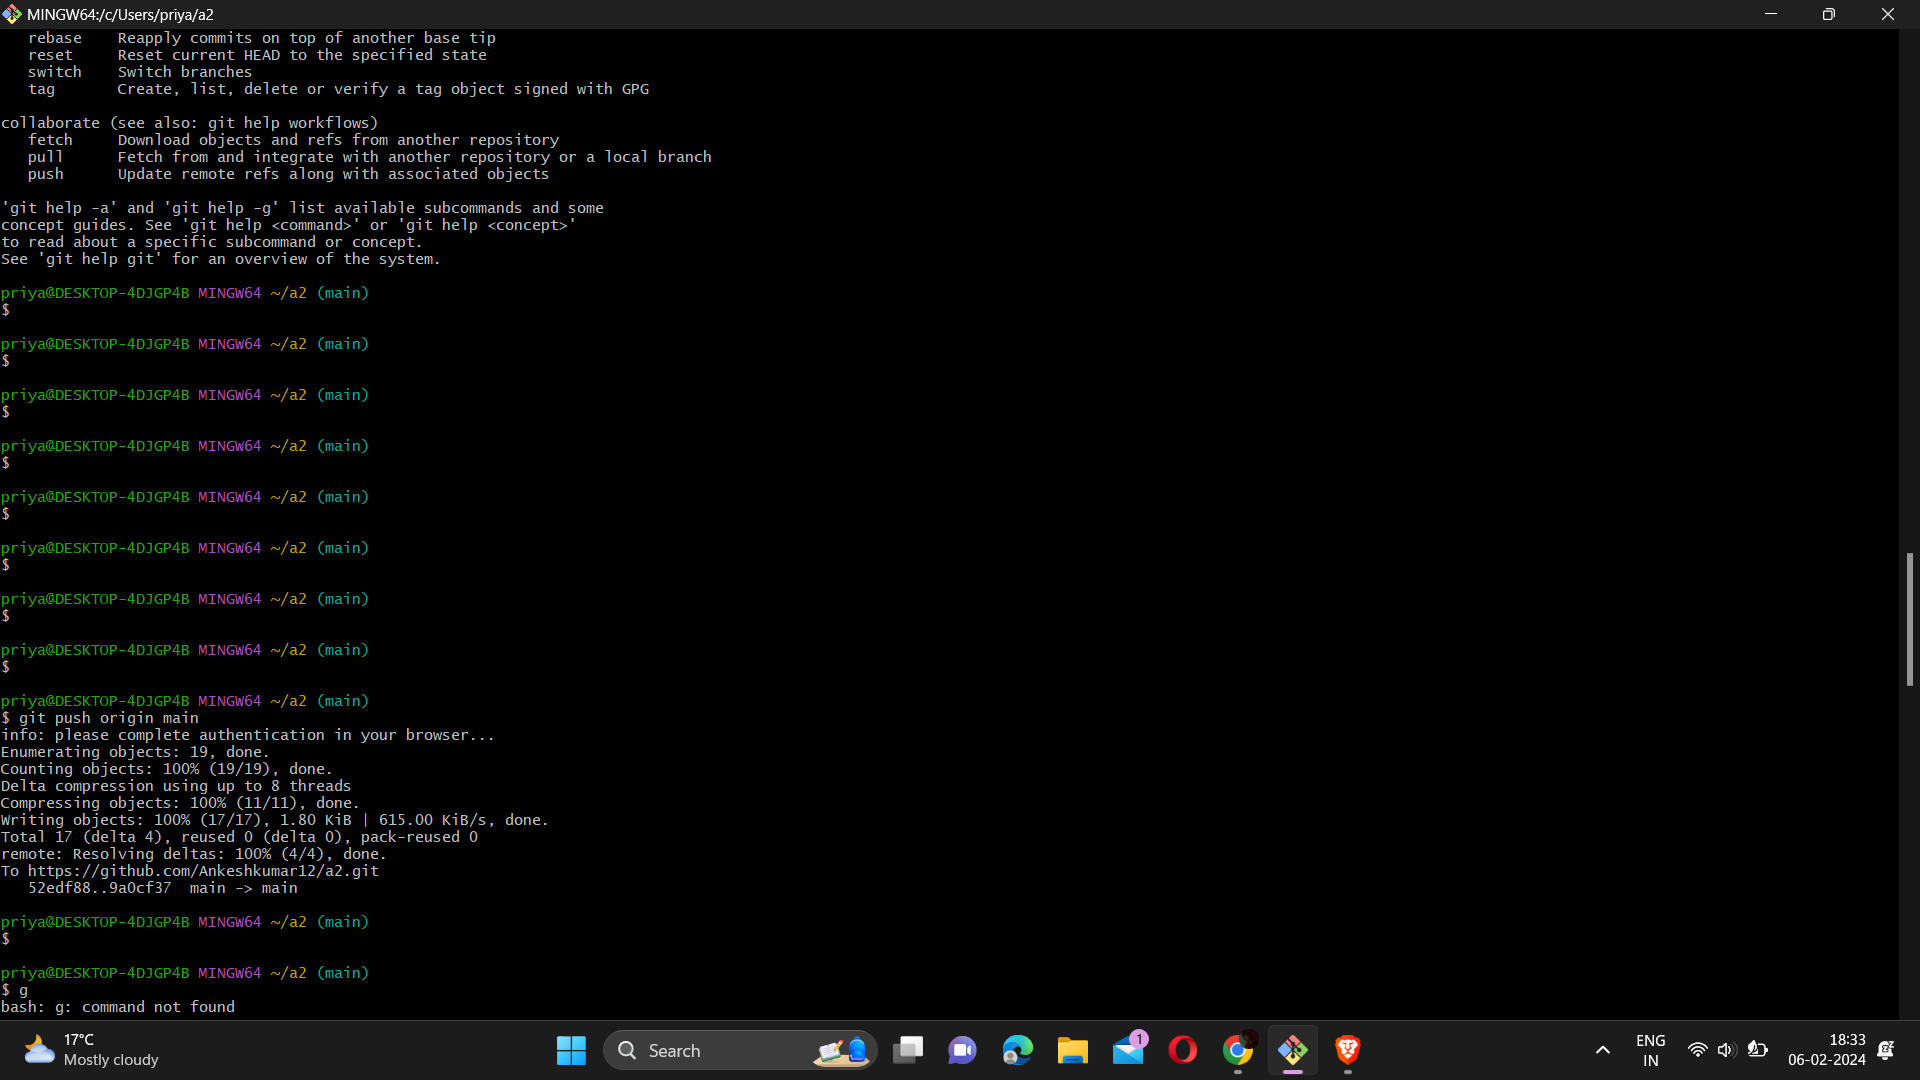 MINGW64:/c/Users/priya/a2
rebase Reapply commits on top of another base tip
reset Reset current HEAD to the specified state
switch Switch branches
tag Create, list, delete or verify a tag object signed with GPG
collaborate (see also: git help workflows)
fetch Download objects and refs from another repository
pull Fetch from and integrate with another repository or a local branch
push Update remote refs along with associated objects
'git help -a' and 'git help -g' list available subcommands and some
concept guides. See 'git help <command>' or 'git help <concept>'
to read about a specific subcommand or concept.
See 'git help git' for an overview of the system.
priya@DESKTOP-4DJGP4B MINGW64 ~/a2 (main)
$
priya@DESKTOP-4DJGP4B MINGW64 ~/a2 (main)
$
priya@DESKTOP-4DJGP4B MINGW64 ~/a2 (main)
$
priya@DESKTOP-4DJGP4B MINGW64 ~/a2 (main)
$
priya@DESKTOP-4DJGP4B MINGW64 ~/a2 (main)
$
priya@DESKTOP-4DJGP4B MINGW64 ~/a2 (main)
$
priya@DESKTOP-4DJGP4B MINGW64 ~/a2 (main)
$
priya@DESKTOP-4DJGP4B MINGW64 ~/a2 (main)
$
priya@DESKTOP-4DJGP4B MINGW64 ~/a2 (main)
$ git push origin main
info: please complete authentication in your browser...
Enumerating objects: 19, done.
Counting objects: 100% (19/19), done.
Delta compression using up to 8 threads
Compressing objects: 100% (11/11), done.
Writing objects: 100% (17/17), 1.80 KiB | 615.00 KiB/s, done.
Total 17 (delta 4), reused 0 (delta 0), pack-reused 0
remote: Resolving deltas: 100% (4/4), done.
To https://github.com/Ankeshkumar12/a2.git
52edf88..9a0cf37 main -> main
priya@DESKTOP-4DJGP4B MINGW64 ~/a2 (main)
$
priya@DESKTOP-4DJGP4B MINGW64 ~/a2 (main)
$ g
bash: g: command not found
17°C
Mostly cloudy
Search
1
ENG
IN
18:33
06-02-2024